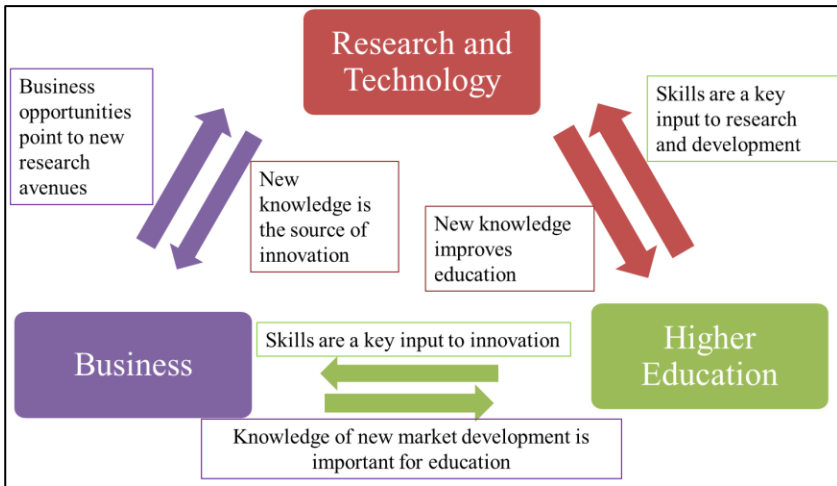 Research and
Technology
Business
opportunities
point to new
research
avenues
Skills are a key
input to research
and development
New
knowledge is
the source of
innovation
New knowledge
improves
education
Business
Skills are a key input to innovation
Higher
Education
Knowledge of new market development is
important for education